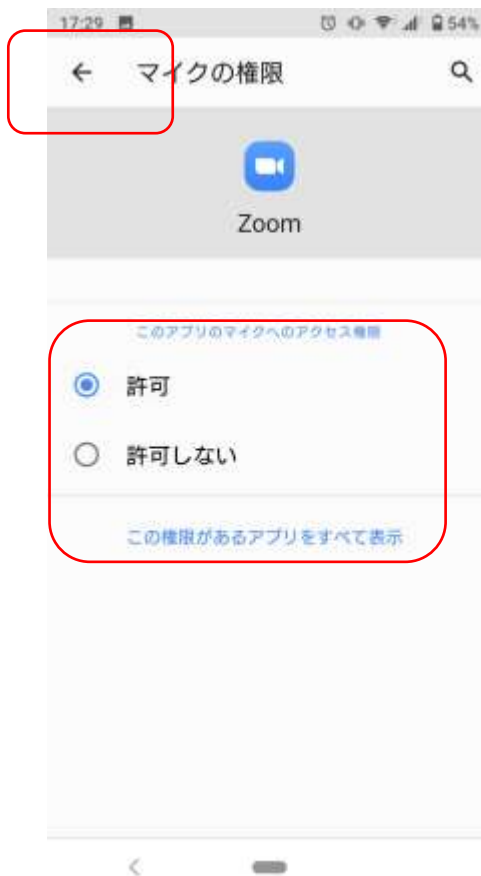 17:29 54%
マイクの権限
Zoom
このアプリのマイクへのアクセス権限
許可
許可しない
この権限があるアプリをすべて表示